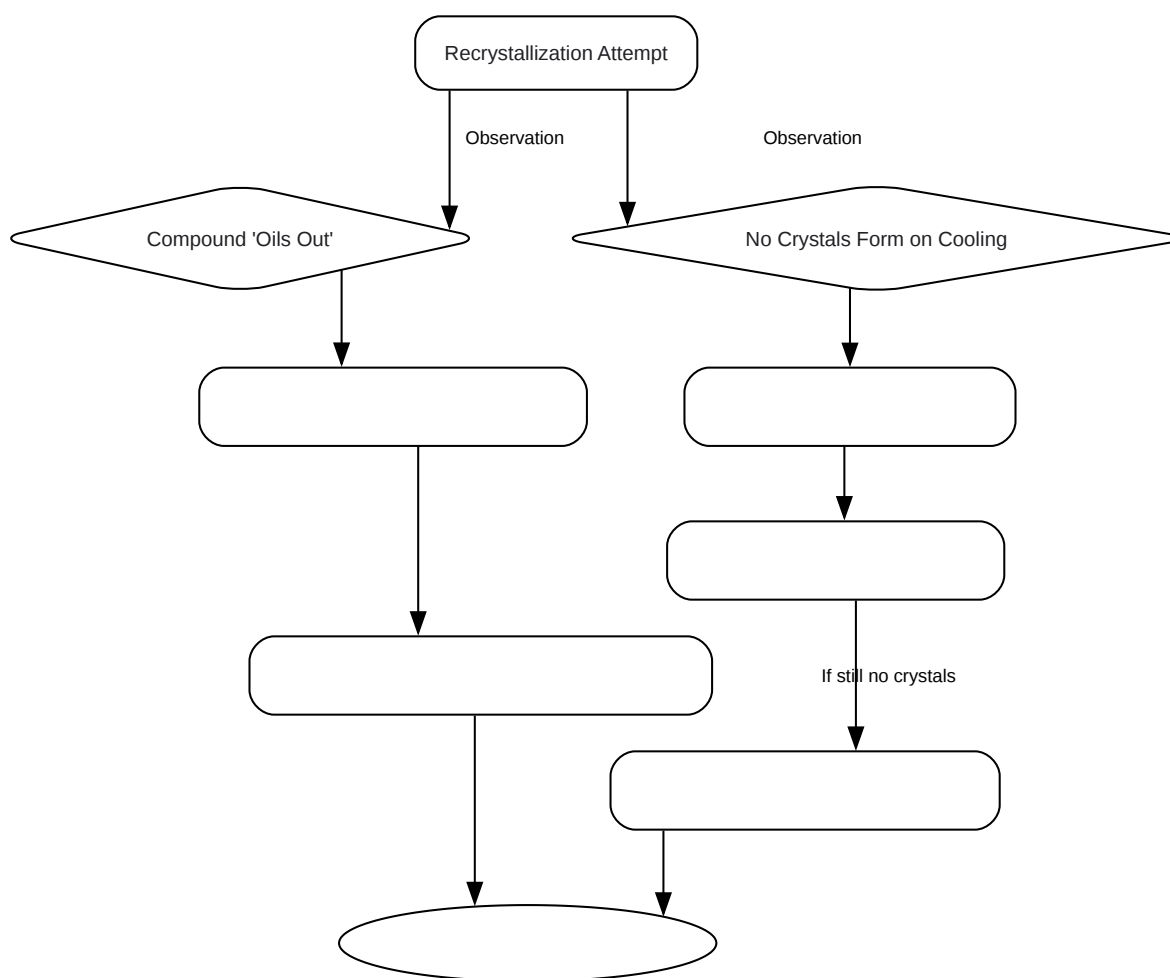 Recrystallization Attempt
Observation
Observation
Compound 'Oils Out'
No Crystals Form on Cooling
If still no crystals